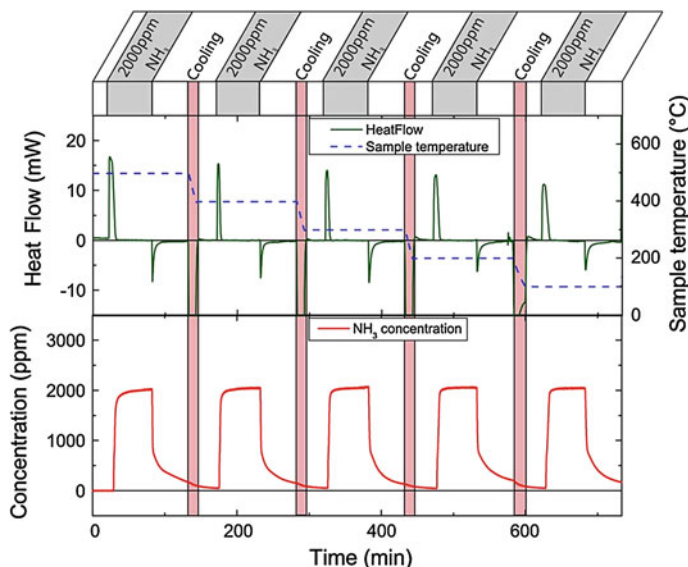 2000ppm
NH₃
Cooling
2000ppm
NH₃
Cooling
2000ppm
NH₃
Cooling
2000ppm
NH₃
Cooling
2000ppm
NH₃
Heat Flow (mW)
20
10
0
-10
HeatFlow
Sample temperature
Sample temperature (°C)
600
400
200
0
Concentration (ppm)
3000
2000
1000
0
NH₃ concentration
0 200 400 600
Time (min)